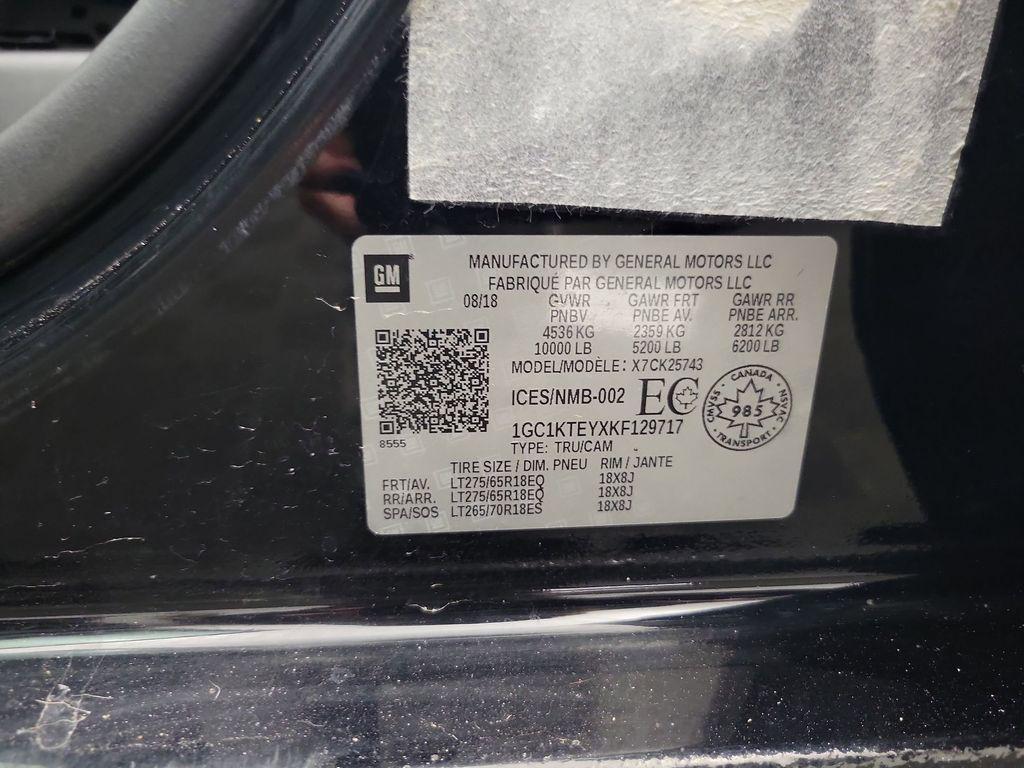 GM
MANUFACTURED BY GENERAL MOTORS LLC
FABRIQUÉ PAR GENERAL MOTORS LLC
08/18 GVWR GAWR FRT GAWR RR
PNBV PNBE AV. PNBE ARR.
4536 KG 2359 KG 2812 KG
10000 LB 5200 LB 6200 LB
MODEL/MODÈLE: X7CK25743
ICES/NMB-002 EC
CANADA
CMVSS 985 NSVAC
TRANSPORT
8555
1GC1KTEYXKF129717
TYPE: TRU/CAM
TIRE SIZE / DIM. PNEU RIM / JANTE
FRT/AV. LT275/65R18EQ 18X8J
RR/ARR. LT275/65R18EQ 18X8J
SPA/SOS LT265/70R18ES 18X8J